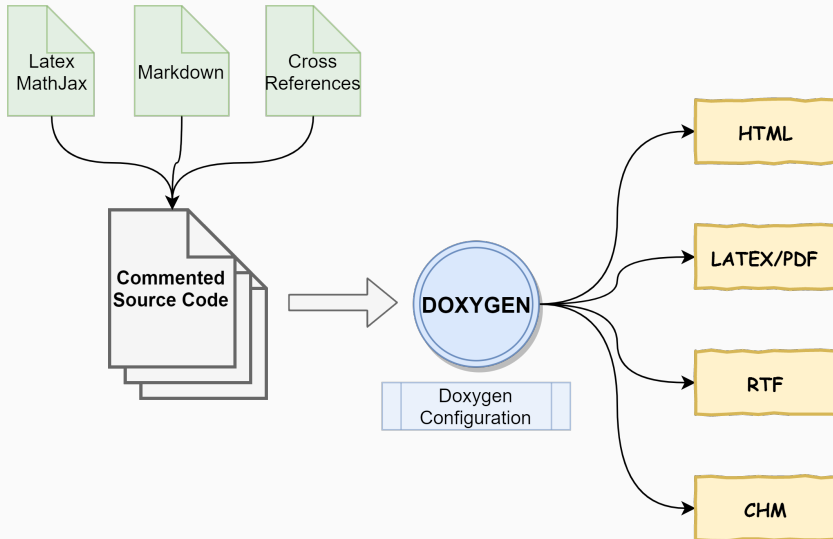 Latex
MathJax
Markdown
Cross
References
Commented
Source Code
DOXYGEN
Doxygen
Configuration
HTML
LATEX/PDF
RTF
CHM